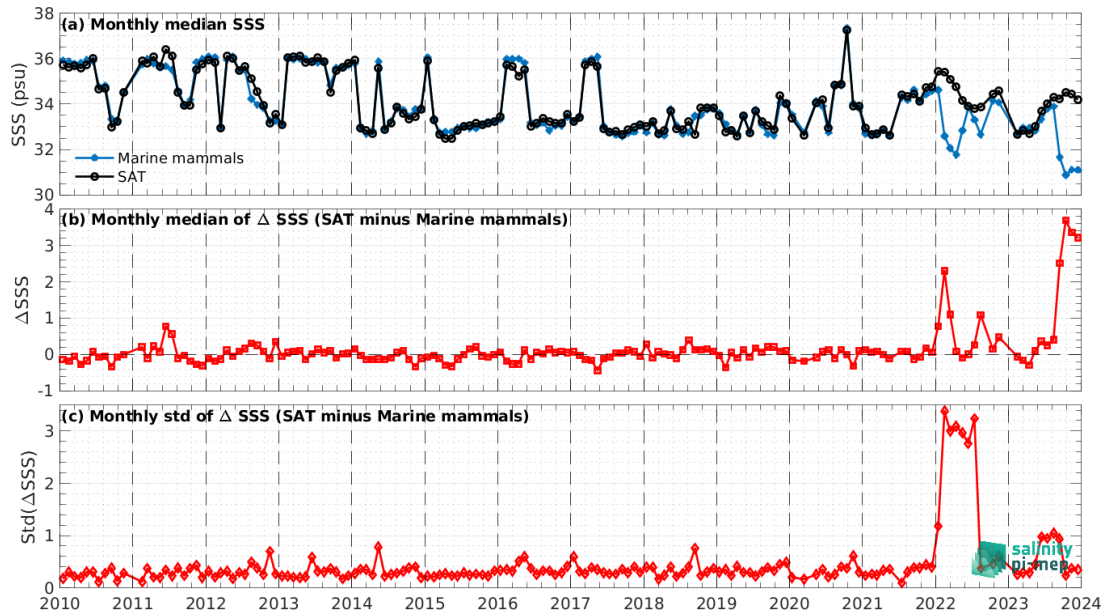 (a) Monthly median SSS
SSS (psu)
38
36
34
32
30
Marine mammals
SAT
(b) Monthly median of Δ SSS (SAT minus Marine mammals)
ΔSSS
4
3
2
1
0
-1
(c) Monthly std of Δ SSS (SAT minus Marine mammals)
Std(ΔSSS)
3
2
1
0
salinity
pi-mep
2010 2011 2012 2013 2014 2015 2016 2017 2018 2019 2020 2021 2022 2023 2024